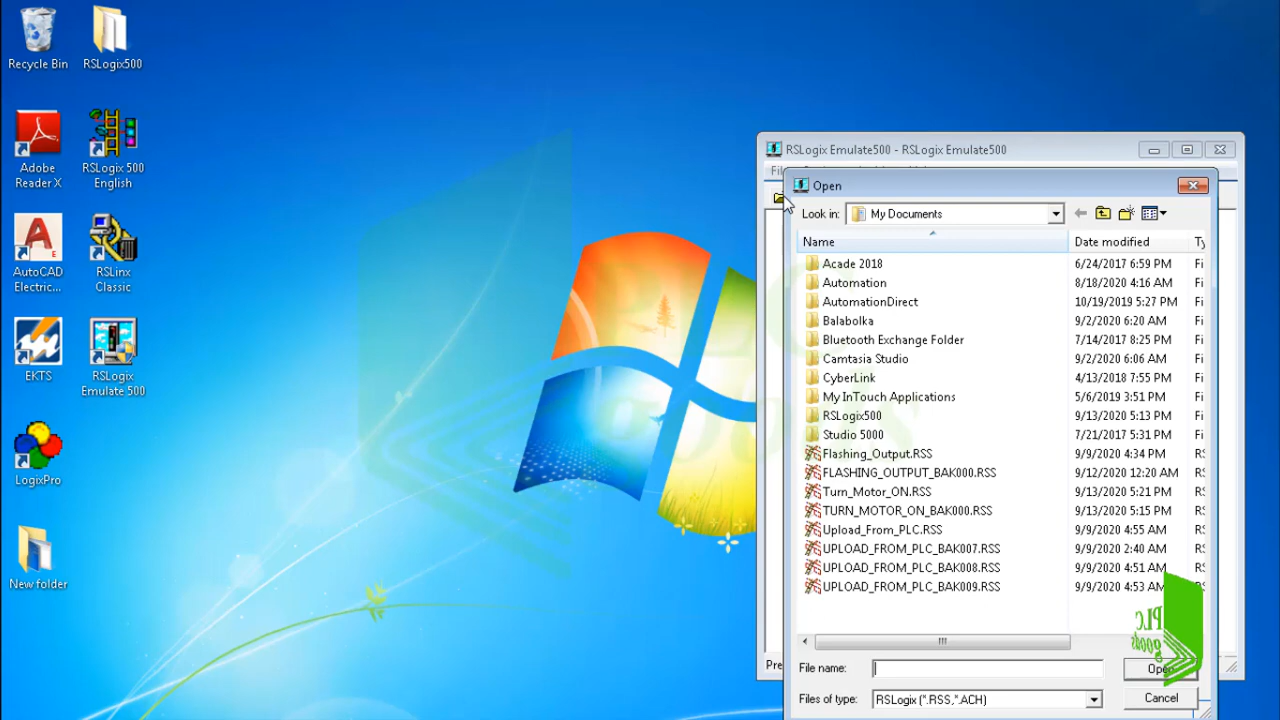 Recycle Bin
RSLogix500
Adobe
Reader X
RSLogix 500
English
AutoCAD
Electric...
RSLinx
Classic
EKTS
RSLogix
Emulate 500
LogixPro
New folder
RSLogix Emulate500 - RSLogix Emulate500
Open
Look in: My Documents
Name Date modified Ty
Acade 2018 6/24/2017 6:59 PM Fi
Automation 8/18/2020 4:16 AM Fi
AutomationDirect 10/19/2019 5:27 PM Fi
Balabolka 9/2/2020 6:20 AM Fi
Bluetooth Exchange Folder 7/14/2017 8:25 PM Fi
Camtasia Studio 9/2/2020 6:06 AM Fi
CyberLink 4/13/2018 7:55 PM Fi
My InTouch Applications 5/6/2019 3:51 PM Fi
RSLogix500 9/13/2020 5:13 PM Fi
Studio 5000 7/21/2017 5:31 PM Fi
Flashing_Output.RSS 9/9/2020 4:34 PM RS
FLASHING_OUTPUT_BAK000.RSS 9/12/2020 12:20 AM RS
Turn_Motor_ON.RSS 9/13/2020 5:21 PM RS
TURN_MOTOR_ON_BAK000.RSS 9/13/2020 5:15 PM RS
Upload_From_PLC.RSS 9/9/2020 4:55 AM RS
UPLOAD_FROM_PLC_BAK007.RSS 9/9/2020 2:40 AM RS
UPLOAD_FROM_PLC_BAK008.RSS 9/9/2020 4:51 AM RS
UPLOAD_FROM_PLC_BAK009.RSS 9/9/2020 4:53 AM RS
PLC
goods
Pre
File name: Open
Files of type: RSLogix (*.RSS,*.ACH) Cancel